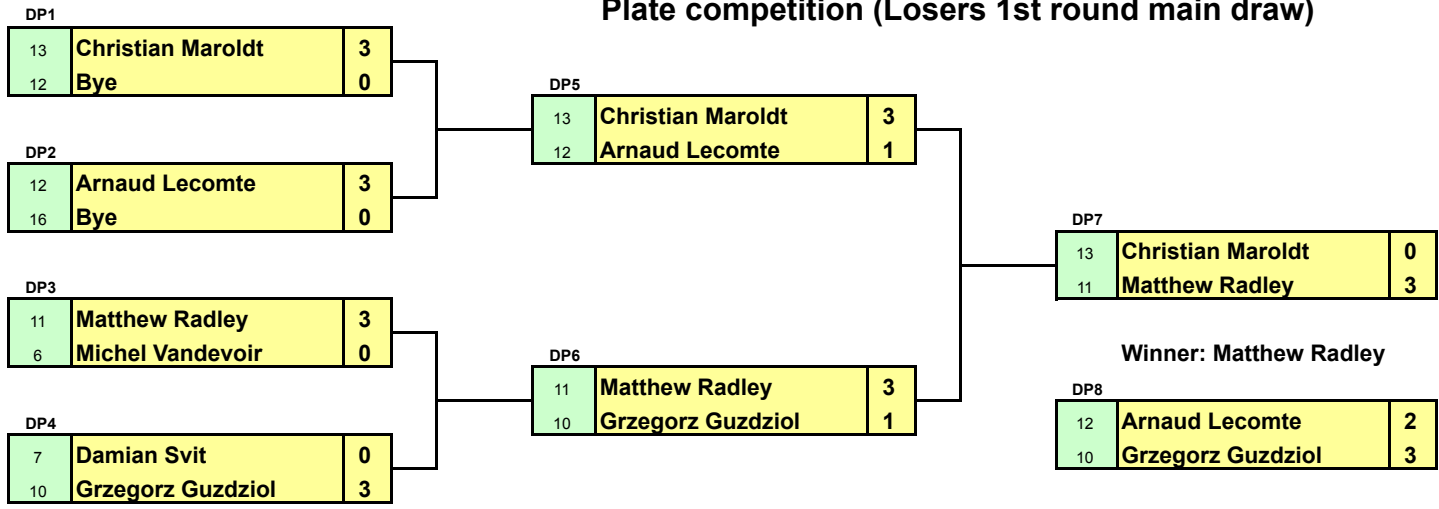 Plate competition (Losers 1st round main draw)
DP1
13 Christian Maroldt 3
12 Bye 0
DP2
12 Arnaud Lecomte 3
16 Bye 0
DP3
11 Matthew Radley 3
6 Michel Vandevoir 0
DP4
7 Damian Svit 0
10 Grzegorz Guzdziol 3
DP5
13 Christian Maroldt 3
12 Arnaud Lecomte 1
DP6
11 Matthew Radley 3
10 Grzegorz Guzdziol 1
DP7
13 Christian Maroldt 0
11 Matthew Radley 3
Winner: Matthew Radley
DP8
12 Arnaud Lecomte 2
10 Grzegorz Guzdziol 3